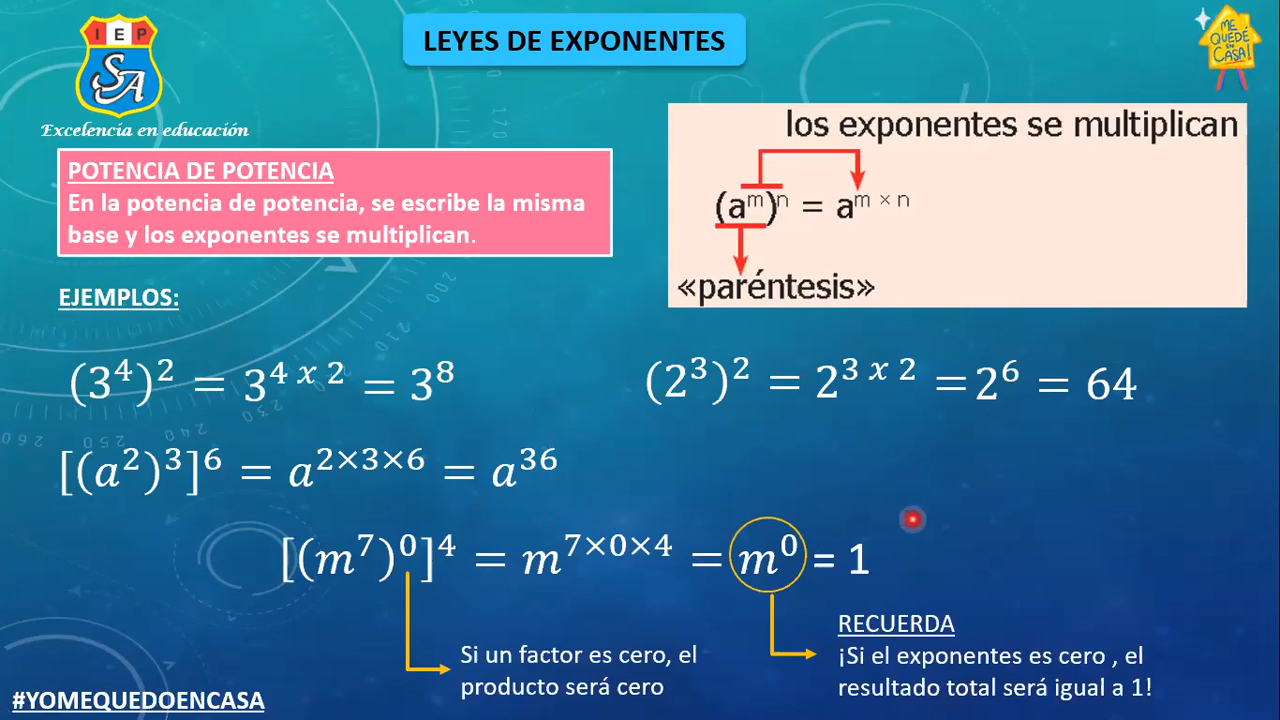 IEP
SA
Excelencia en educación
LEYES DE EXPONENTES
ME
QUEDÉ
EN
CASA!
POTENCIA DE POTENCIA
En la potencia de potencia, se escribe la misma
base y los exponentes se multiplican.
los exponentes se multiplican
(a^m)^n = a^{m × n}
«paréntesis»
EJEMPLOS:
(3^4)^2 = 3^{4 x 2} = 3^8
(2^3)^2 = 2^{3 x 2} = 2^6 = 64
[(a^2)^3]^6 = a^{2×3×6} = a^{36}
[(m^7)^0]^4 = m^{7×0×4} = m^0 = 1
Si un factor es cero, el
producto será cero
RECUERDA
¡Si el exponentes es cero , el
resultado total será igual a 1!
#YOMEQUEDOENCASA